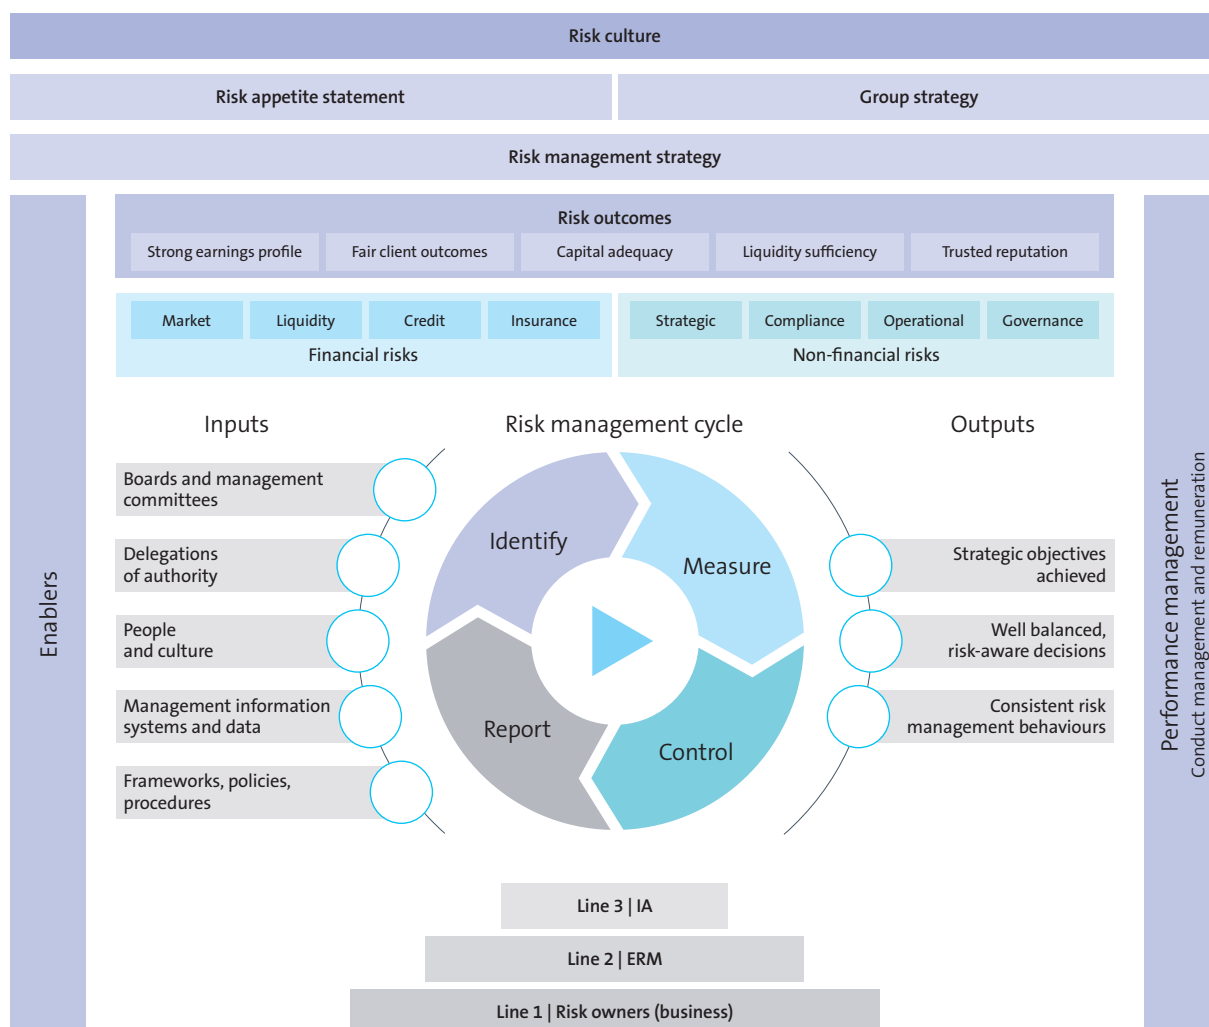 Risk culture
Risk appetite statement
Group strategy
Risk management strategy
Enablers
Risk outcomes
Strong earnings profile
Fair client outcomes
Capital adequacy
Liquidity sufficiency
Trusted reputation
Market
Liquidity
Credit
Insurance
Financial risks
Strategic
Compliance
Operational
Governance
Non-financial risks
Inputs
Boards and management
committees
Delegations
of authority
People
and culture
Management information
systems and data
Frameworks, policies,
procedures
Risk management cycle
Identify
Measure
Control
Report
Outputs
Strategic objectives
achieved
Well balanced,
risk-aware decisions
Consistent risk
management behaviours
Line 3 | IA
Line 2 | ERM
Line 1 | Risk owners (business)
Performance management
Conduct management and remuneration